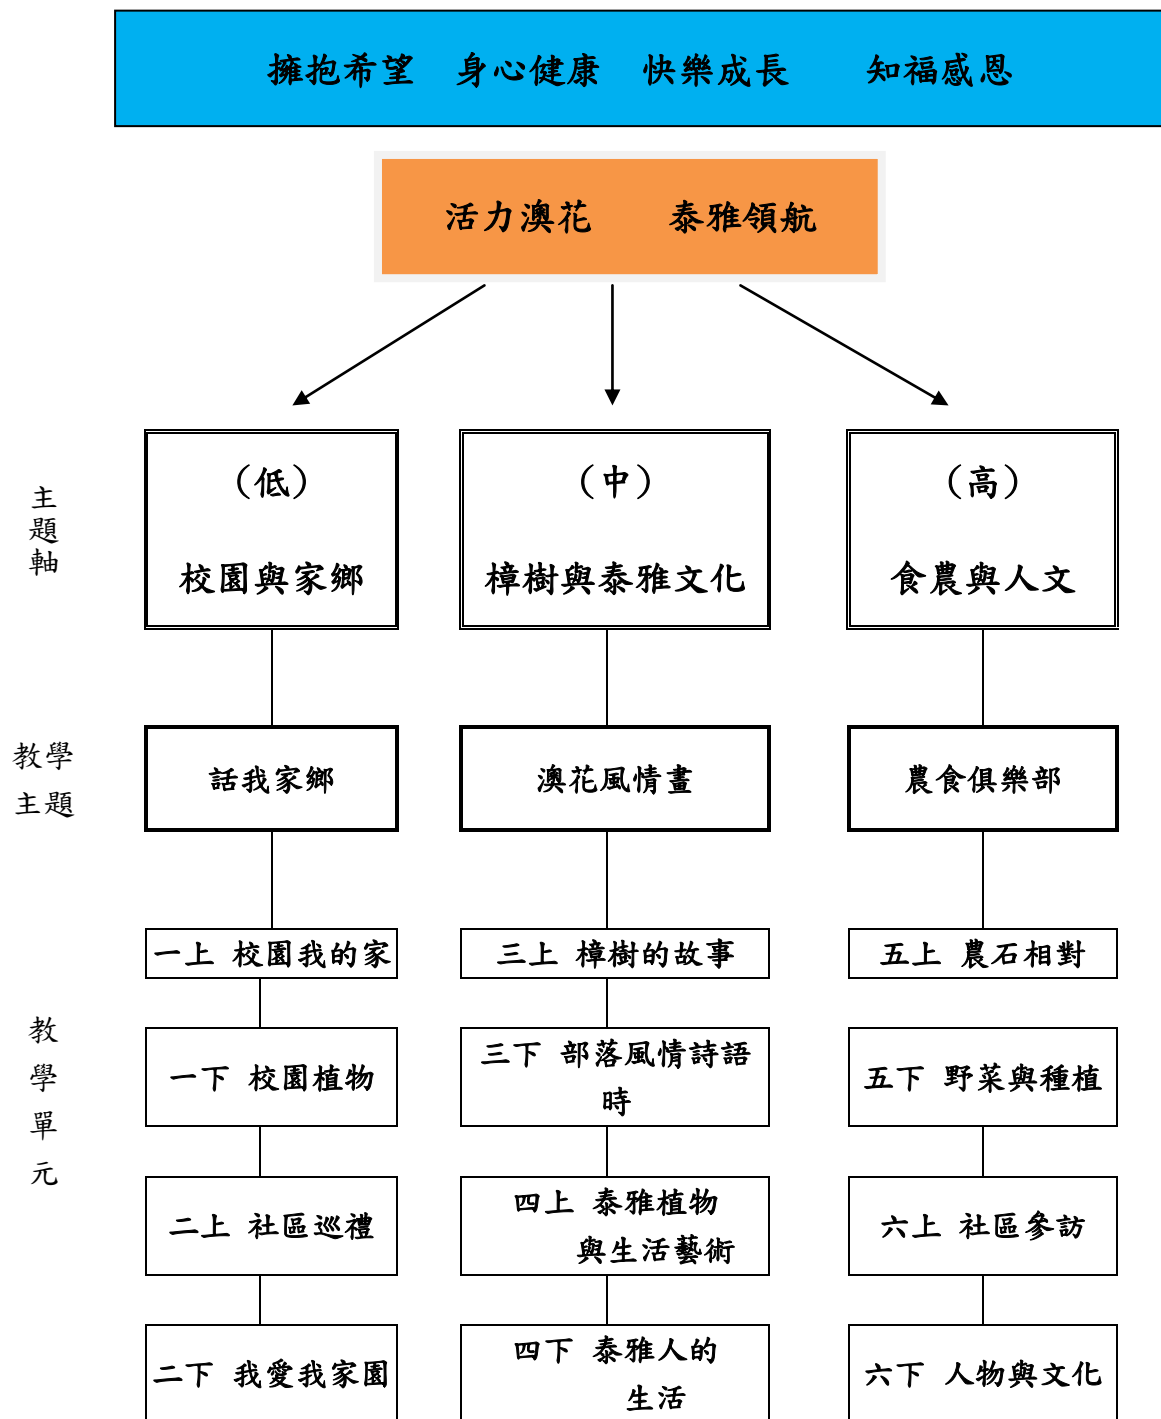 擁抱希望 身心健康 快樂成長 知福感恩
活力澳花 泰雅領航
主題軸
（低）
校園與家鄉
（中）
樟樹與泰雅文化
（高）
食農與人文
教學
主題
話我家鄉
澳花風情畫
農食俱樂部
教學單元
一上 校園我的家
三上 樟樹的故事
五上 農石相對
一下 校園植物
三下 部落風情詩語
時
五下 野菜與種植
二上 社區巡禮
四上 泰雅植物
與生活藝術
六上 社區參訪
二下 我愛我家園
四下 泰雅人的
生活
六下 人物與文化